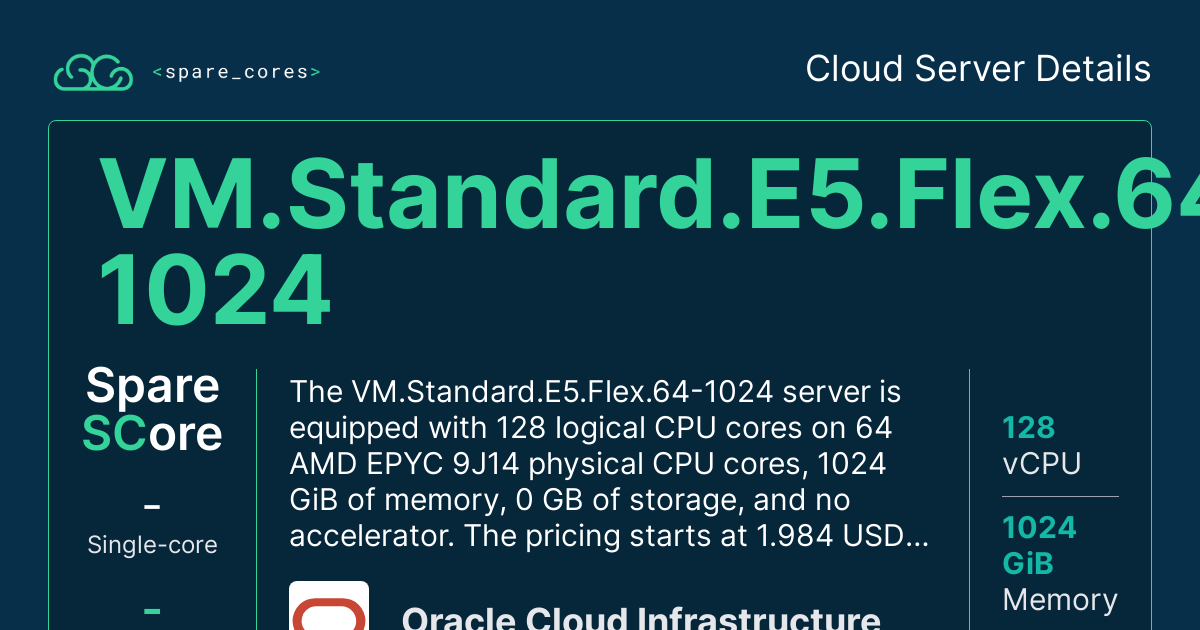 <spare_cores>
Cloud Server Details
VM.Standard.E5.Flex.64
1024
Spare
SCore
–
Single-core
–
The VM.Standard.E5.Flex.64-1024 server is
equipped with 128 logical CPU cores on 64
AMD EPYC 9J14 physical CPU cores, 1024
GiB of memory, 0 GB of storage, and no
accelerator. The pricing starts at 1.984 USD...
Oracle Cloud Infrastructure
128
vCPU
1024
GiB
Memory